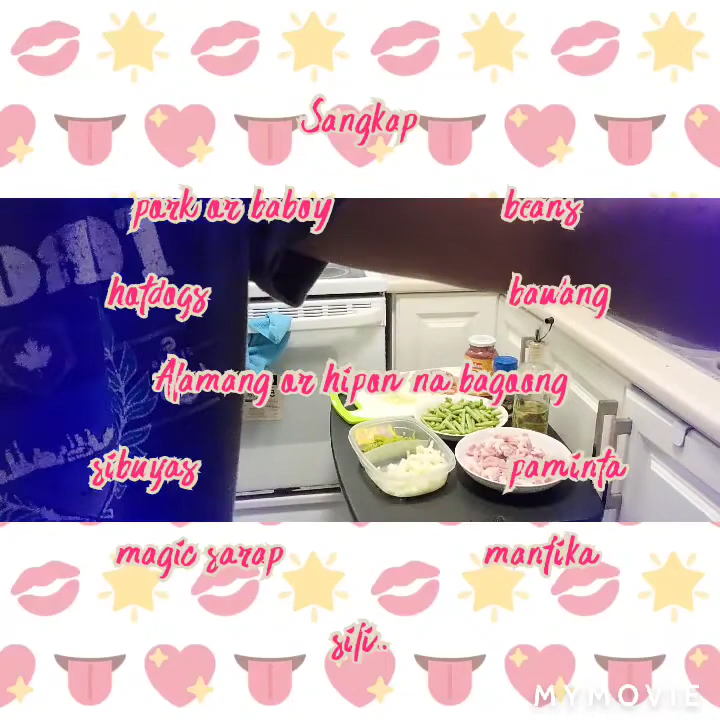 Sangkap
pork or baboy
beans
hotdogs
bawang
Alamang or hipon na bagoong
sibuyas
paminta
magic sarap
mantika
sili..
MYMOVIE